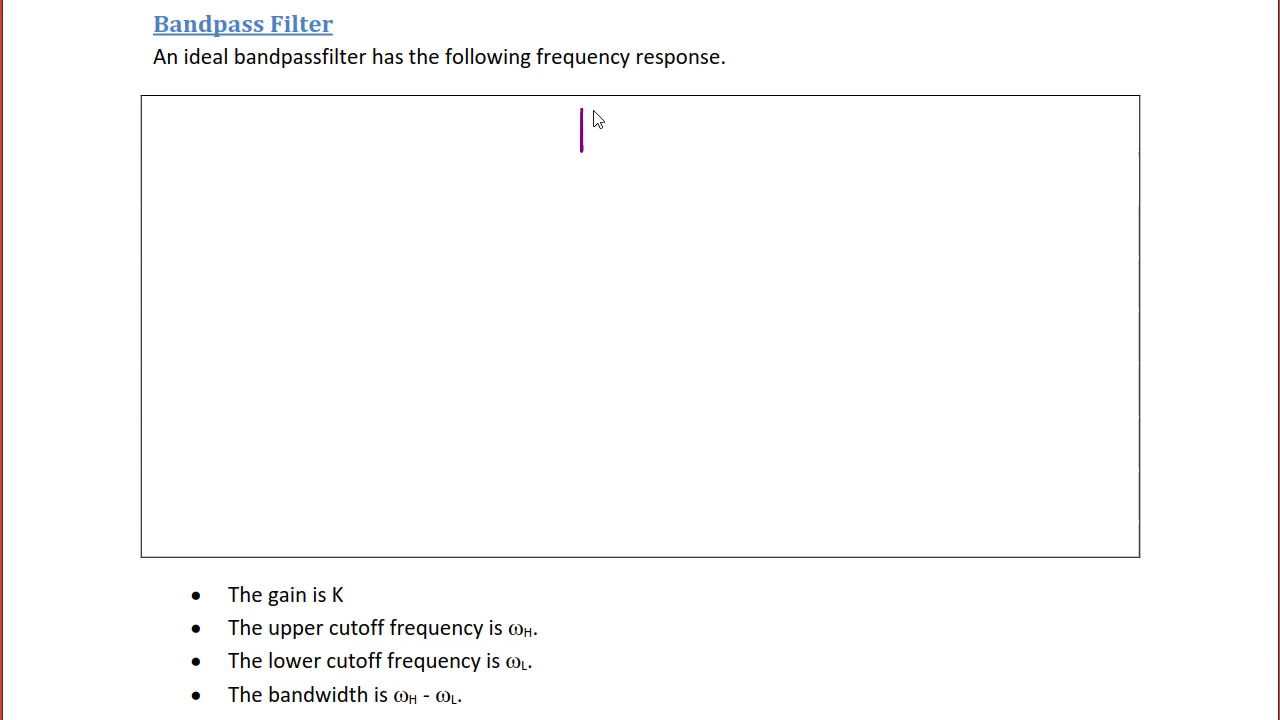 Bandpass Filter
An ideal bandpassfilter has the following frequency response.
• The gain is K
• The upper cutoff frequency is ωH.
• The lower cutoff frequency is ωL.
• The bandwidth is ωH - ωL.